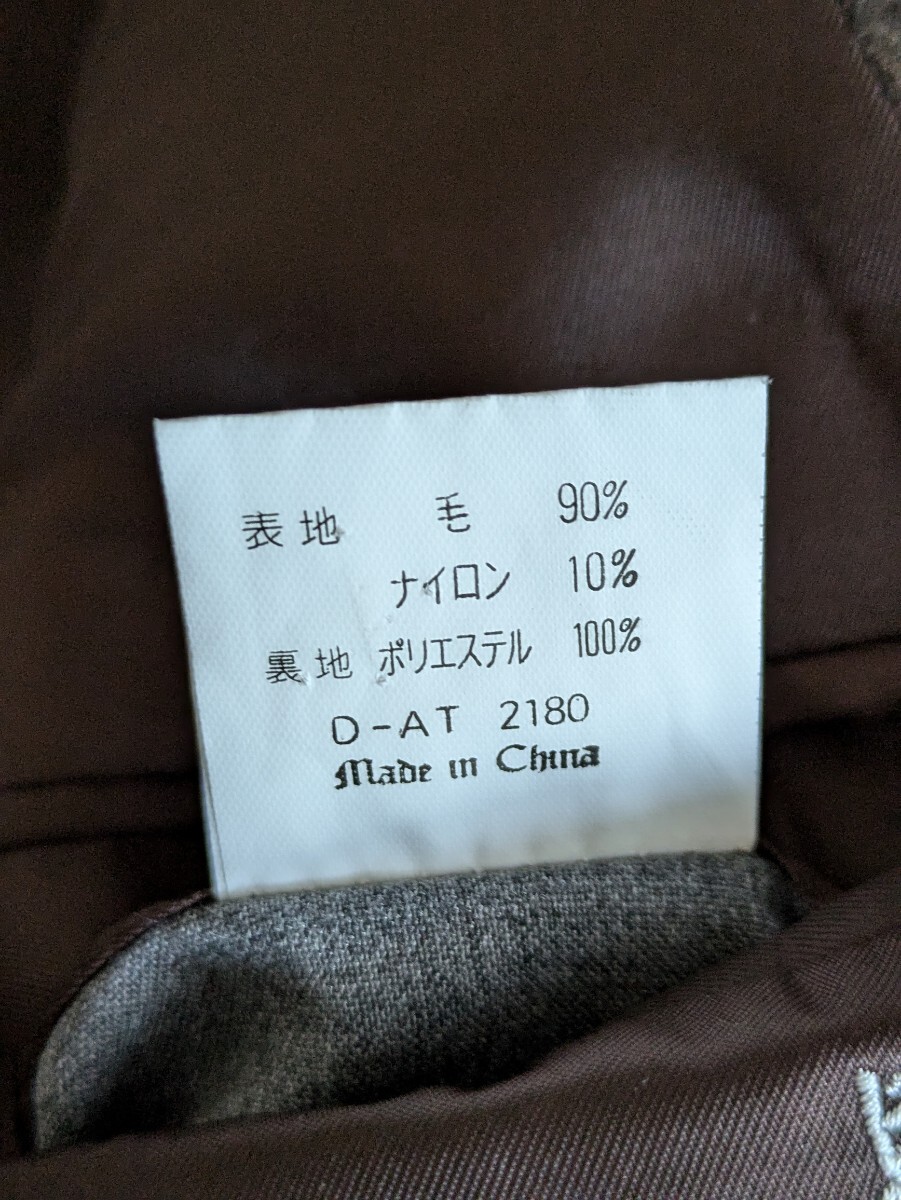 表地 毛 90%
ナイロン 10%
裏地 ポリエステル 100%
D-AT 2180
Made in China